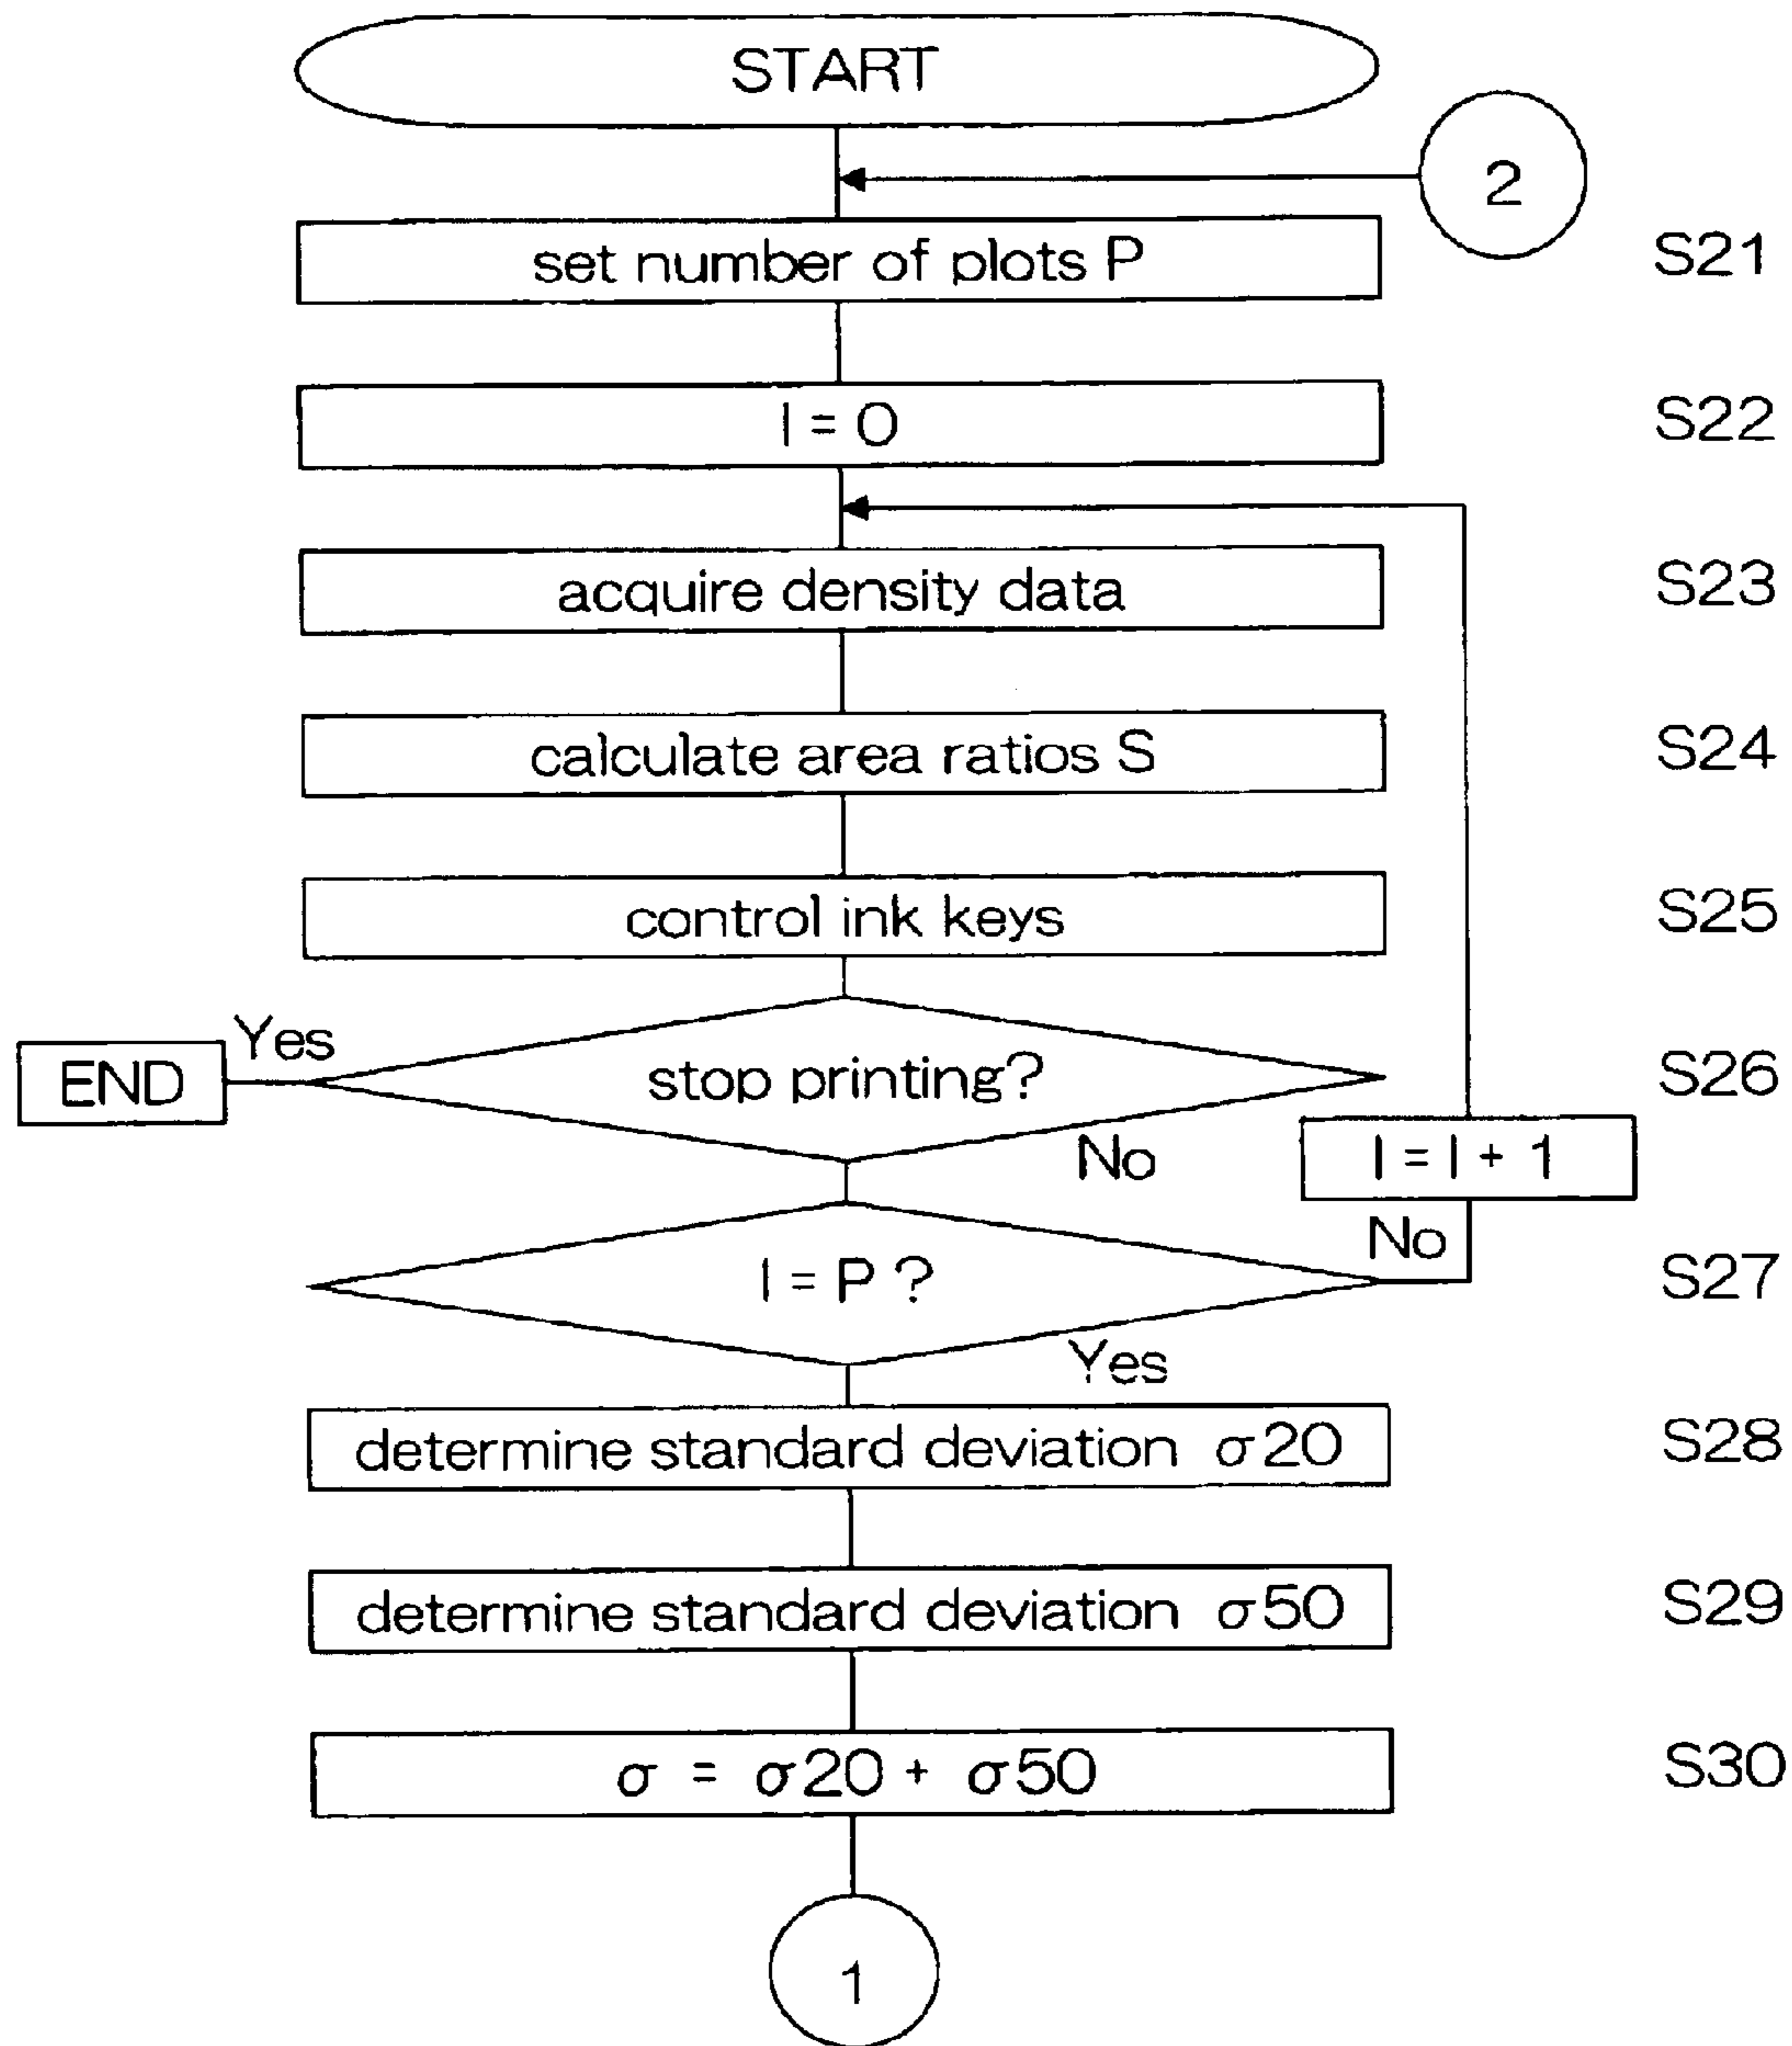 START
2
set number of plots P S21
I = 0 S22
acquire density data S23
calculate area ratios S S24
control ink keys S25
Yes
END
stop printing? S26
No
I = I + 1
No
I = P ? S27
Yes
determine standard deviation σ20 S28
determine standard deviation σ50 S29
σ = σ20 + σ50 S30
1